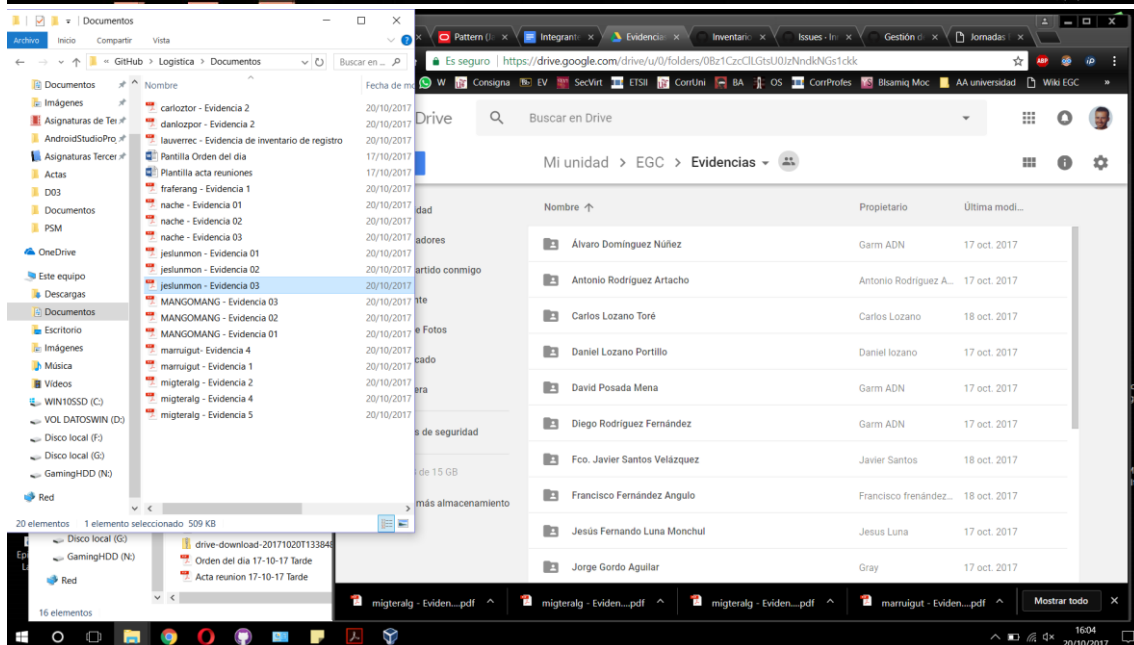 Documentos
Archivo Inicio Compartir Vista
« GitHub > Logistica > Documentos Buscar en ...
Documentos
Imágenes
Asignaturas de Ter
AndroidStudioPro
Asignaturas Tercer
Actas
D03
Documentos
PSM
OneDrive
Este equipo
Descargas
Documentos
Escritorio
Imágenes
Música
Vídeos
WIN10SSD (C:)
VOL DATOSWIN (D:)
Disco local (F:)
Disco local (G:)
GamingHDD (N:)
Red
Nombre Fecha de mo
carloztor - Evidencia 2 20/10/2017
danlozpor - Evidencia 2 20/10/2017
lauverrec - Evidencia de inventario de registro 20/10/2017
Pantilla Orden del dia 17/10/2017
Plantilla acta reuniones 17/10/2017
fraferang - Evidencia 1 20/10/2017
nache - Evidencia 01 20/10/2017
nache - Evidencia 02 20/10/2017
nache - Evidencia 03 20/10/2017
jeslunmon - Evidencia 01 20/10/2017
jeslunmon - Evidencia 02 20/10/2017
jeslunmon - Evidencia 03 20/10/2017
MANGOMANG - Evidencia 03 20/10/2017
MANGOMANG - Evidencia 02 20/10/2017
MANGOMANG - Evidencia 01 20/10/2017
marruigut- Evidencia 4 20/10/2017
marruigut - Evidencia 1 20/10/2017
migteralg - Evidencia 2 20/10/2017
migteralg - Evidencia 4 20/10/2017
migteralg - Evidencia 5 20/10/2017
20 elementos 1 elemento seleccionado 509 KB
Disco local (G:)
GamingHDD (N:)
Red
drive-download-20171020T133848
Orden del dia 17-10-17 Tarde
Acta reunion 17-10-17 Tarde
16 elementos
Pattern (Ja Integrante Evidencias Inventario Issues - Inc Gestión de Jornadas I
Es seguro https://drive.google.com/drive/u/0/folders/0Bz1CzcClLGtsU0JzNndkNGs1ckk
Consigna EV SecVirt ETSII CorrUni BA OS CorrProfes Blsamiq Moc AA universidad Wiki EGC »
Drive Buscar en Drive
Mi unidad > EGC > Evidencias
dad
adores
artido conmigo
nte
e Fotos
cado
era
s de seguridad
de 15 GB
más almacenamiento
Nombre Propietario Última modi...
Álvaro Domínguez Núñez Garm ADN 17 oct. 2017
Antonio Rodríguez Artacho Antonio Rodríguez A... 17 oct. 2017
Carlos Lozano Toré Carlos Lozano 18 oct. 2017
Daniel Lozano Portillo Daniel lozano 17 oct. 2017
David Posada Mena Garm ADN 17 oct. 2017
Diego Rodríguez Fernández Garm ADN 17 oct. 2017
Fco. Javier Santos Velázquez Javier Santos 18 oct. 2017
Francisco Fernández Angulo Francisco frenández... 18 oct. 2017
Jesús Fernando Luna Monchul Jesus Luna 17 oct. 2017
Jorge Gordo Aguilar Gray 17 oct. 2017
migteralg - Eviden....pdf migteralg - Eviden....pdf migteralg - Eviden....pdf marruigut - Eviden....pdf Mostrar todo
16:04
20/10/2017